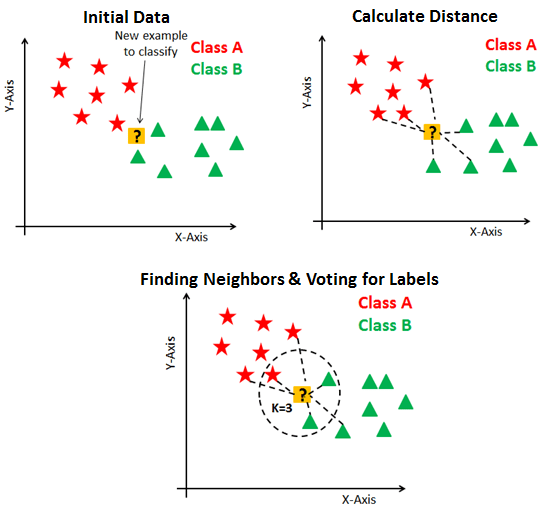 Initial Data
New example
to classify
Class A
Class B
Y-Axis
?
X-Axis
Calculate Distance
Class A
Class B
Y-Axis
?
X-Axis
Finding Neighbors & Voting for Labels
Class A
Class B
Y-Axis
?
K=3
X-Axis